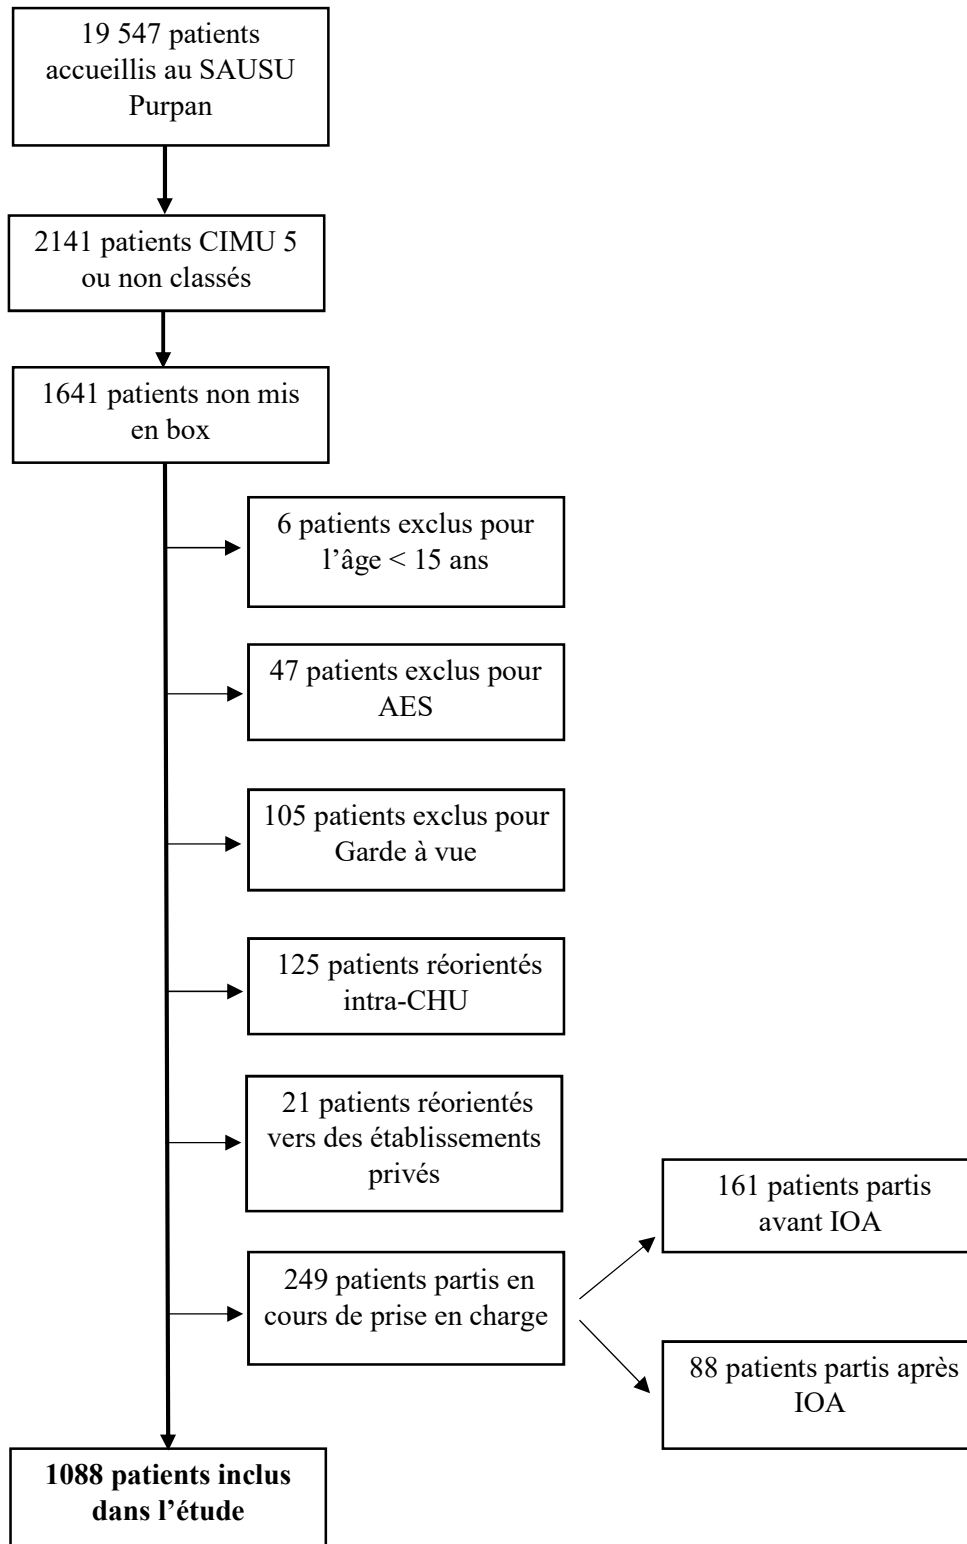 19 547 patients
accueillis au SAUSU
Purpan
2141 patients CIMU 5
ou non classés
1641 patients non mis
en box
6 patients exclus pour
l’âge < 15 ans
47 patients exclus pour
AES
105 patients exclus pour
Garde à vue
125 patients réorientés
intra-CHU
21 patients réorientés
vers des établissements
privés
249 patients partis en
cours de prise en charge
161 patients partis
avant IOA
88 patients partis après
IOA
1088 patients inclus
dans l’étude